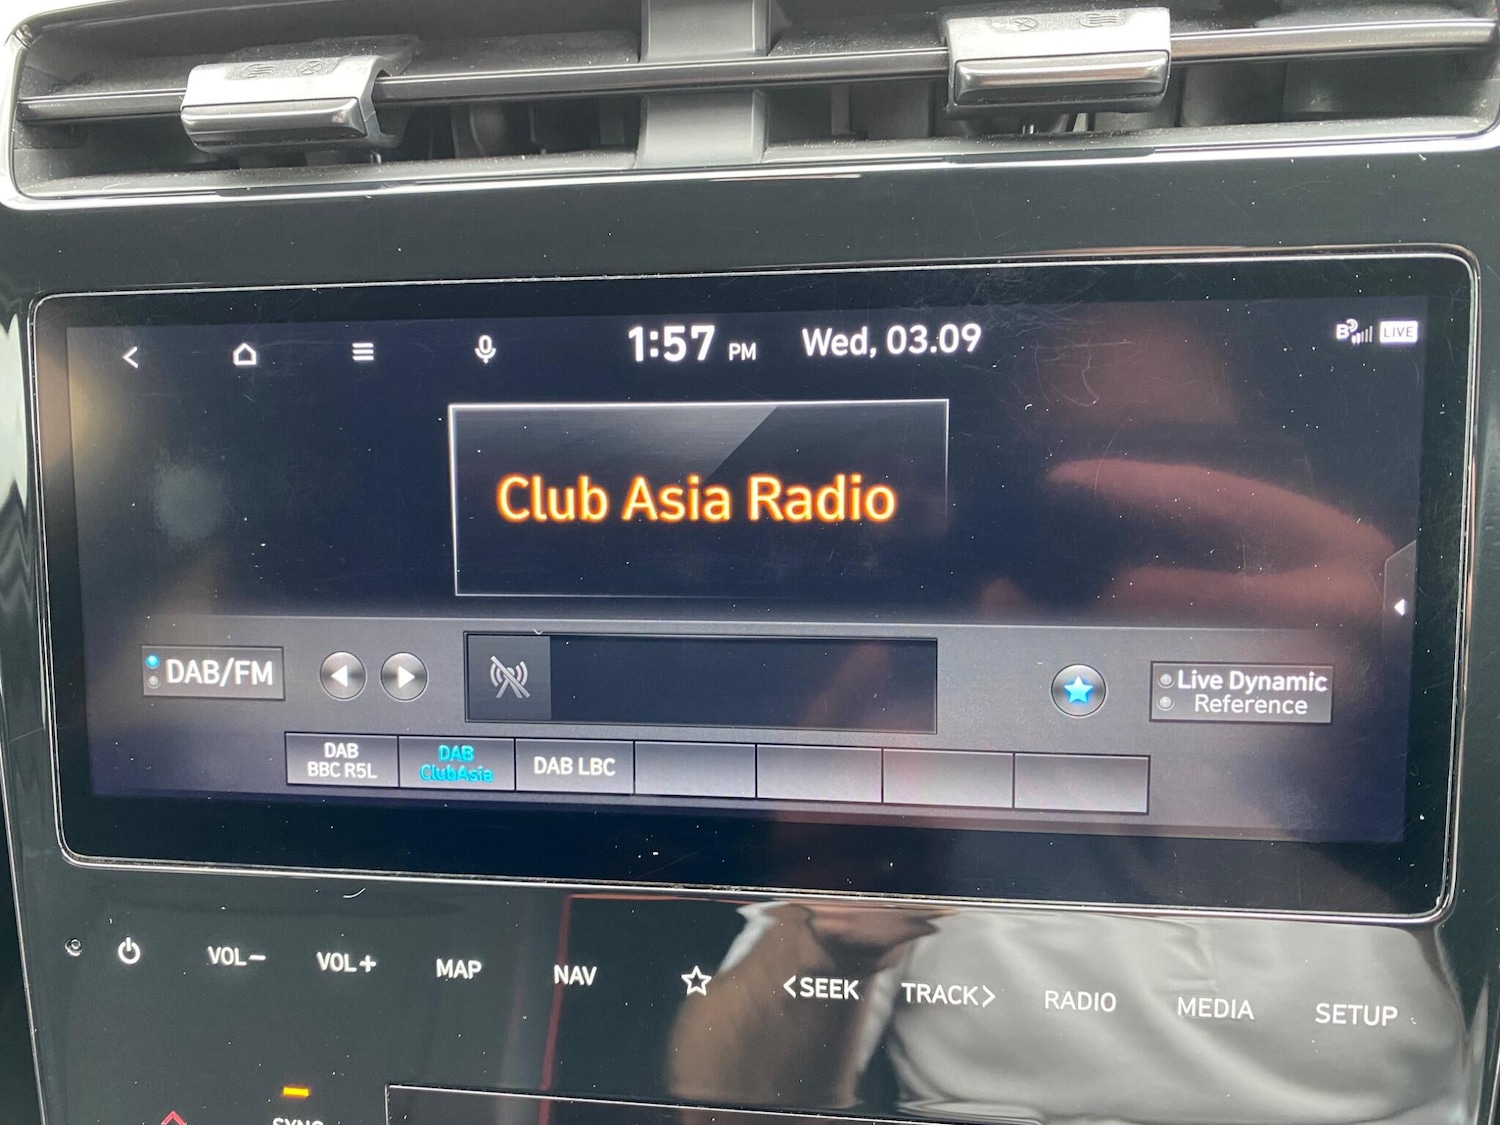 1:57 PM Wed, 03.09
LIVE
Club Asia Radio
DAB/FM
Live Dynamic
Reference
DAB
BBC R5L
DAB
ClubAsia
DAB LBC
VOL− VOL+ MAP NAV <SEEK TRACK> RADIO MEDIA SETUP
SYNC